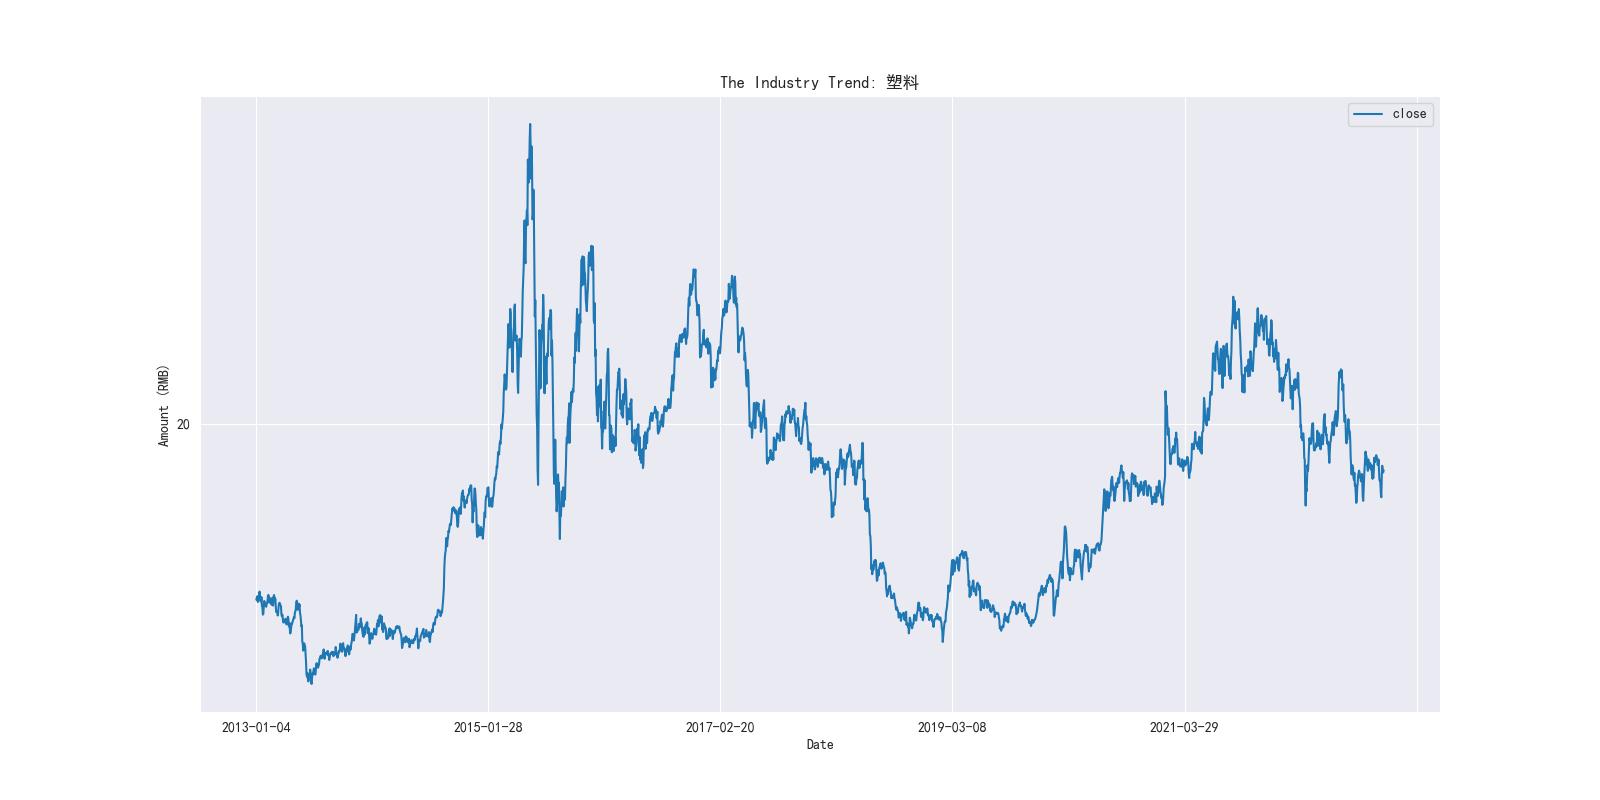 The Industry Trend: 塑料
close
Amount (RMB)
20
2013-01-04
2015-01-28
2017-02-20
2019-03-08
2021-03-29
Date